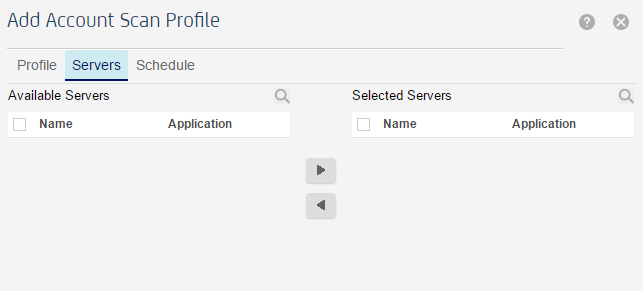 Add Account Scan Profile
Profile Servers Schedule
Available Servers
Name Application
Selected Servers
Name Application